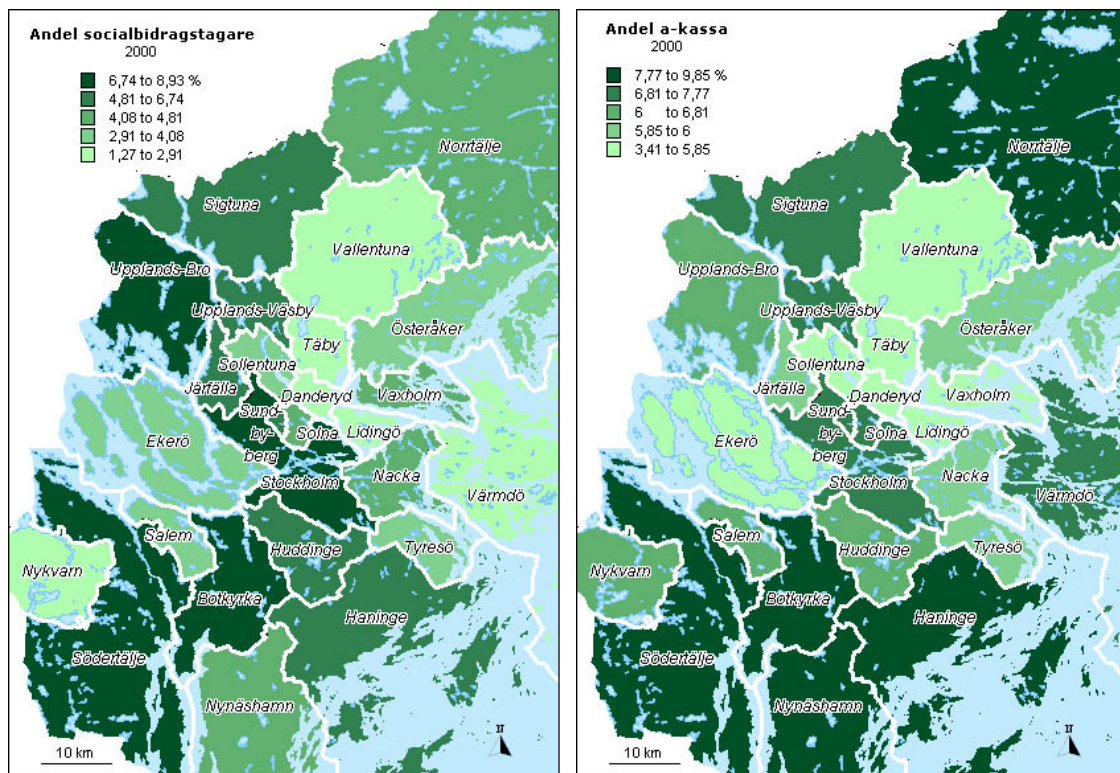 Andel socialbidragstagare
2000
6,74 to 8,93 %
4,81 to 6,74
4,08 to 4,81
2,91 to 4,08
1,27 to 2,91
Norrtälje
Sigtuna
Vallentuna
Upplands-Bro
Upplands-Väsby
Österåker
Täby
Sollentuna
Järfälla
Danderyd
Vaxholm
Sund-
by-
berg
Solna
Lidingö
Ekerö
Nacka
Stockholm
Värmdö
Salem
Huddinge
Tyresö
Nykvarn
Botkyrka
Haninge
Södertälje
Nynäshamn
10 km
N
Andel a-kassa
2000
7,77 to 9,85 %
6,81 to 7,77
6 to 6,81
5,85 to 6
3,41 to 5,85
Norrtälje
Sigtuna
Vallentuna
Upplands-Bro
Upplands-Väsby
Österåker
Täby
Sollentuna
Järfälla
Danderyd
Vaxholm
Sund-
by-
berg
Solna
Lidingö
Ekerö
Nacka
Stockholm
Värmdö
Salem
Huddinge
Tyresö
Nykvarn
Botkyrka
Haninge
Södertälje
Nynäshamn
10 km
N